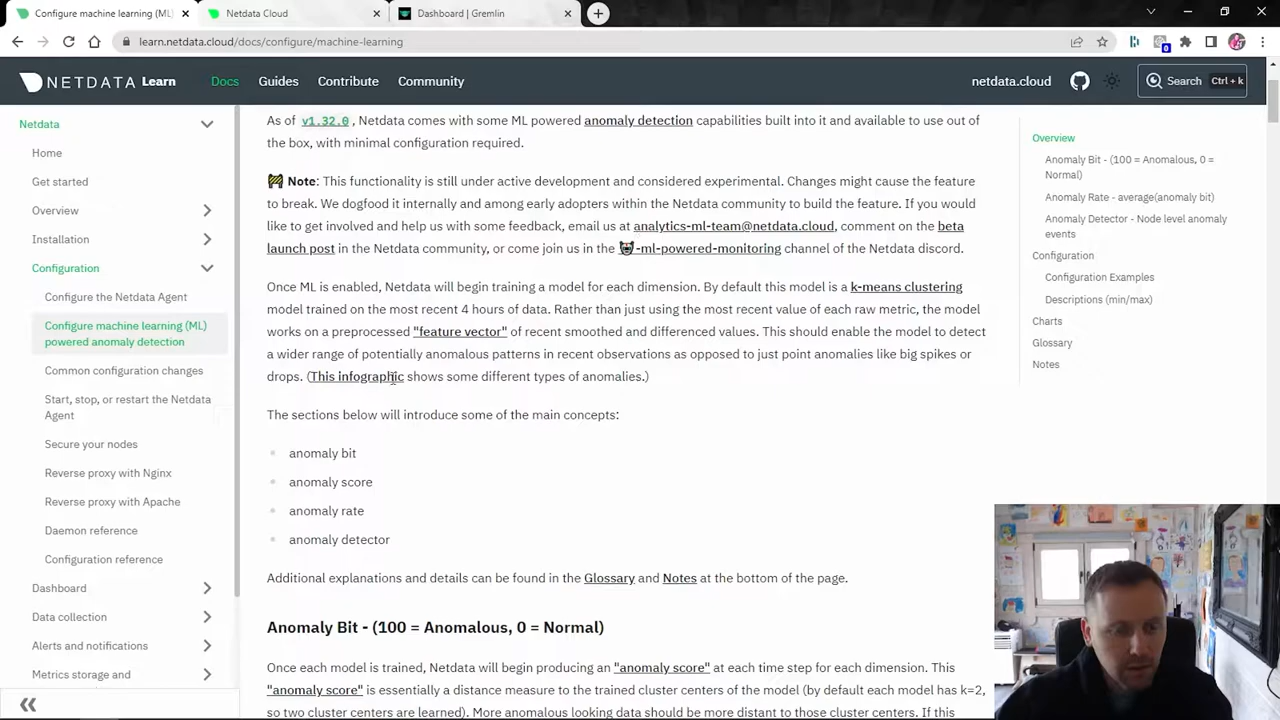 Configure machine learning (ML)
Netdata Cloud
Dashboard | Gremlin
learn.netdata.cloud/docs/configure/machine-learning
0
NETDATA Learn
Docs
Guides
Contribute
Community
netdata.cloud
Search
Ctrl + k
Netdata
Home
Get started
Overview
Installation
Configuration
Configure the Netdata Agent
Configure machine learning (ML)
powered anomaly detection
Common configuration changes
Start, stop, or restart the Netdata
Agent
Secure your nodes
Reverse proxy with Nginx
Reverse proxy with Apache
Daemon reference
Configuration reference
Dashboard
Data collection
Alerts and notifications
Metrics storage and
As of v1.32.0, Netdata comes with some ML powered anomaly detection capabilities built into it and available to use out of
the box, with minimal configuration required.
Note: This functionality is still under active development and considered experimental. Changes might cause the feature
to break. We dogfood it internally and among early adopters within the Netdata community to build the feature. If you would
like to get involved and help us with some feedback, email us at analytics-ml-team@netdata.cloud, comment on the beta
launch post in the Netdata community, or come join us in the -ml-powered-monitoring channel of the Netdata discord.
Once ML is enabled, Netdata will begin training a model for each dimension. By default this model is a k-means clustering
model trained on the most recent 4 hours of data. Rather than just using the most recent value of each raw metric, the model
works on a preprocessed "feature vector" of recent smoothed and differenced values. This should enable the model to detect
a wider range of potentially anomalous patterns in recent observations as opposed to just point anomalies like big spikes or
drops. (This infographic shows some different types of anomalies.)
The sections below will introduce some of the main concepts:
anomaly bit
anomaly score
anomaly rate
anomaly detector
Additional explanations and details can be found in the Glossary and Notes at the bottom of the page.
Anomaly Bit - (100 = Anomalous, 0 = Normal)
Once each model is trained, Netdata will begin producing an "anomaly score" at each time step for each dimension. This
"anomaly score" is essentially a distance measure to the trained cluster centers of the model (by default each model has k=2,
so two cluster centers are learned). More anomalous looking data should be more distant to those cluster centers. If this
Overview
Anomaly Bit - (100 = Anomalous, 0 =
Normal)
Anomaly Rate - average(anomaly bit)
Anomaly Detector - Node level anomaly
events
Configuration
Configuration Examples
Descriptions (min/max)
Charts
Glossary
Notes